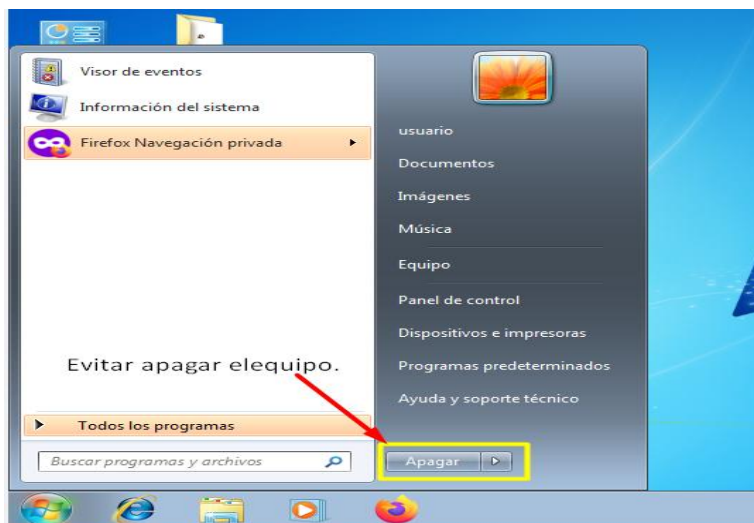 Visor de eventos
Información del sistema
Firefox Navegación privada
usuario
Documentos
Imágenes
Música
Equipo
Panel de control
Dispositivos e impresoras
Programas predeterminados
Ayuda y soporte técnico
Evitar apagar elequipo.
Todos los programas
Buscar programas y archivos
Apagar